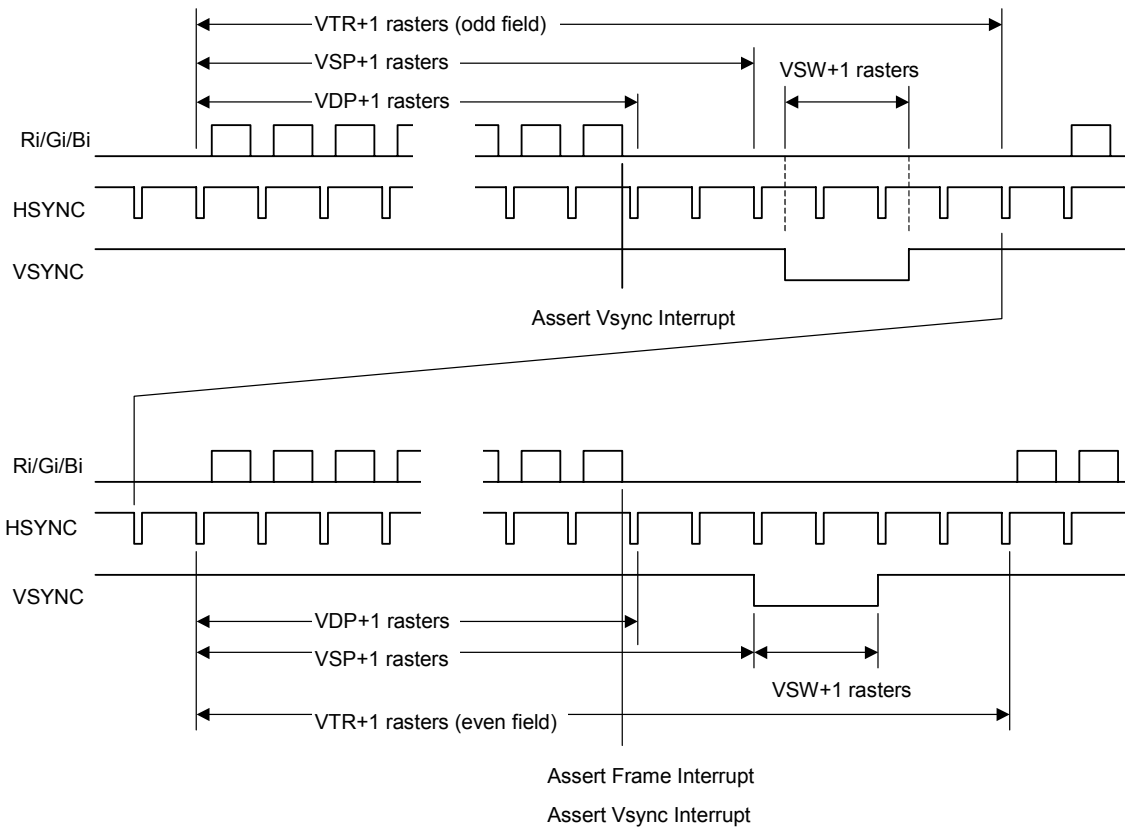 VTR+1 rasters (odd field)
VSP+1 rasters
VSW+1 rasters
VDP+1 rasters
Ri/Gi/Bi
HSYNC
VSYNC
Assert Vsync Interrupt
Ri/Gi/Bi
HSYNC
VSYNC
VDP+1 rasters
VSP+1 rasters
VSW+1 rasters
VTR+1 rasters (even field)
Assert Frame Interrupt
Assert Vsync Interrupt